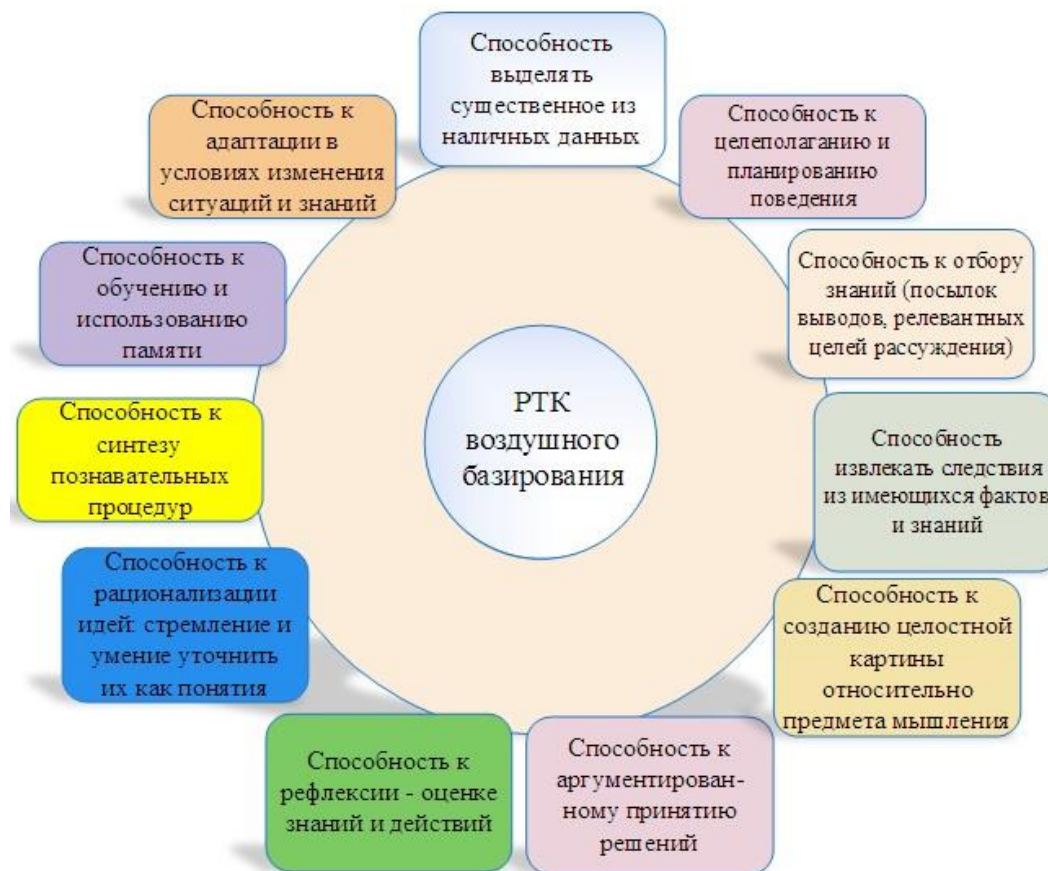 Способность
выделять
существенное из
наличных данных
Способность к
целеполаганию и
планированию
поведения
Способность к отбору
знаний (посылок
выводов, релевантных
целей рассуждения)
Способность
извлекать следствия
из имеющихся фактов
и знаний
Способность к
созданию целостной
картины
относительно
предмета мышления
Способность к
аргументирован-
ному принятию
решений
Способность к
рефлексии - оценке
знаний и действий
Способность к
рационализации
идей: стремление и
умение уточнить
их как понятия
Способность к
синтезу
познавательных
процедур
Способность к
обучению и
использованию
памяти
Способность к
адаптации в
условиях изменения
ситуаций и знаний
РТК
воздушного
базирования